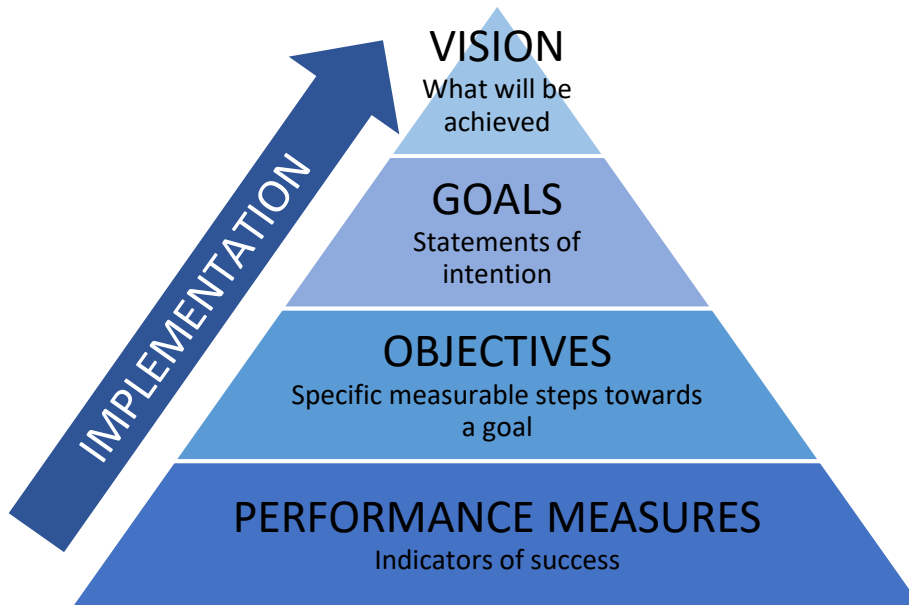 VISION
What will be
achieved
GOALS
Statements of
intention
OBJECTIVES
Specific measurable steps towards
a goal
PERFORMANCE MEASURES
Indicators of success
IMPLEMENTATION